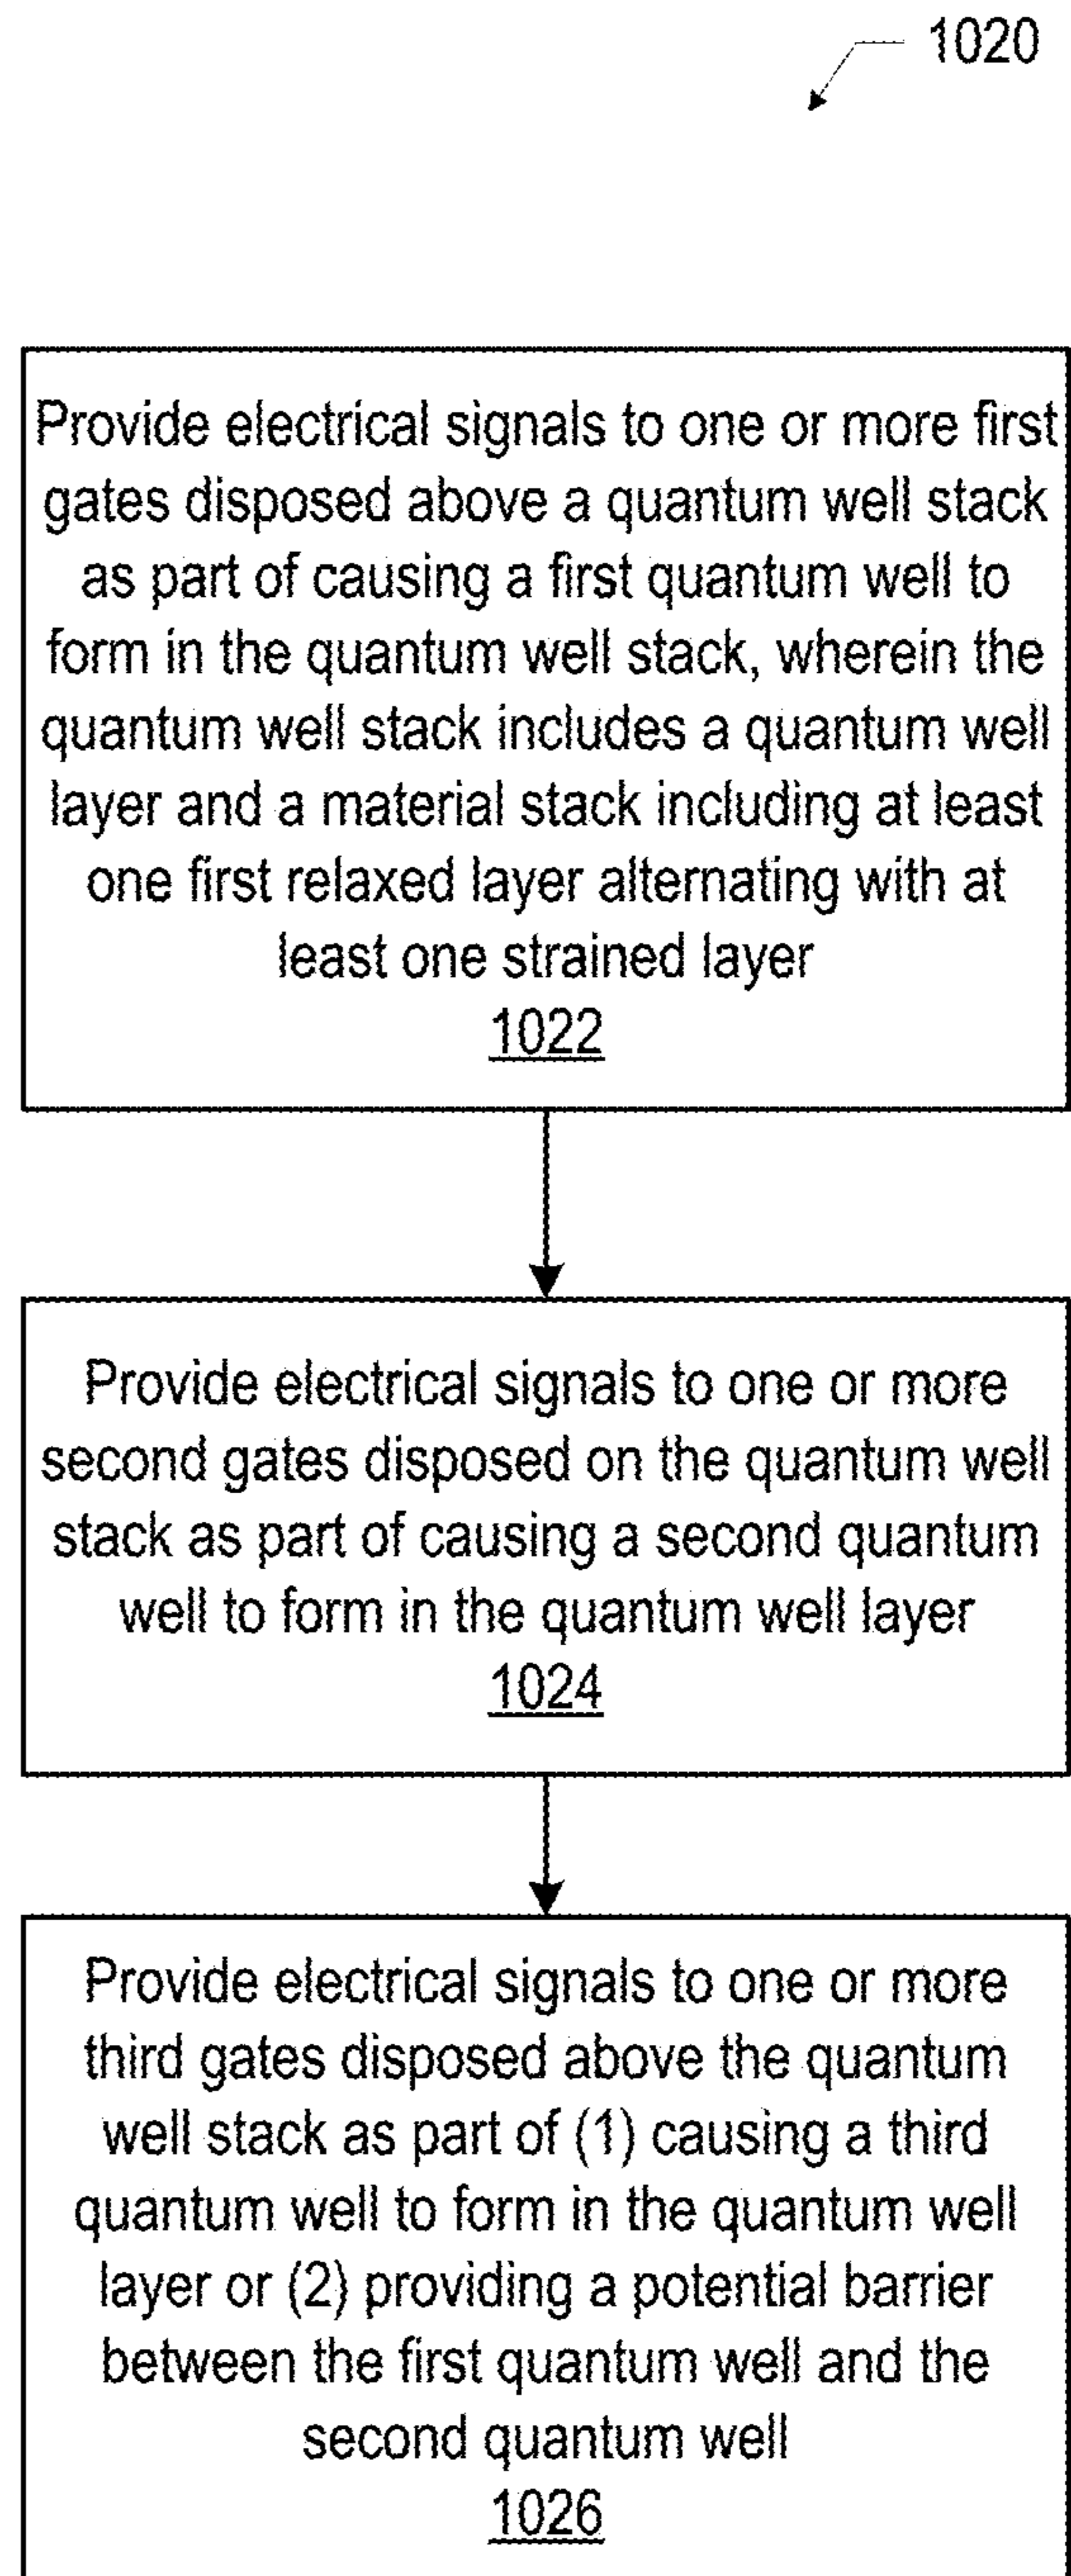 1020
Provide electrical signals to one or more first
gates disposed above a quantum well stack
as part of causing a first quantum well to
form in the quantum well stack, wherein the
quantum well stack includes a quantum well
layer and a material stack including at least
one first relaxed layer alternating with at
least one strained layer
1022
Provide electrical signals to one or more
second gates disposed on the quantum well
stack as part of causing a second quantum
well to form in the quantum well layer
1024
Provide electrical signals to one or more
third gates disposed above the quantum
well stack as part of (1) causing a third
quantum well to form in the quantum well
layer or (2) providing a potential barrier
between the first quantum well and the
second quantum well
1026